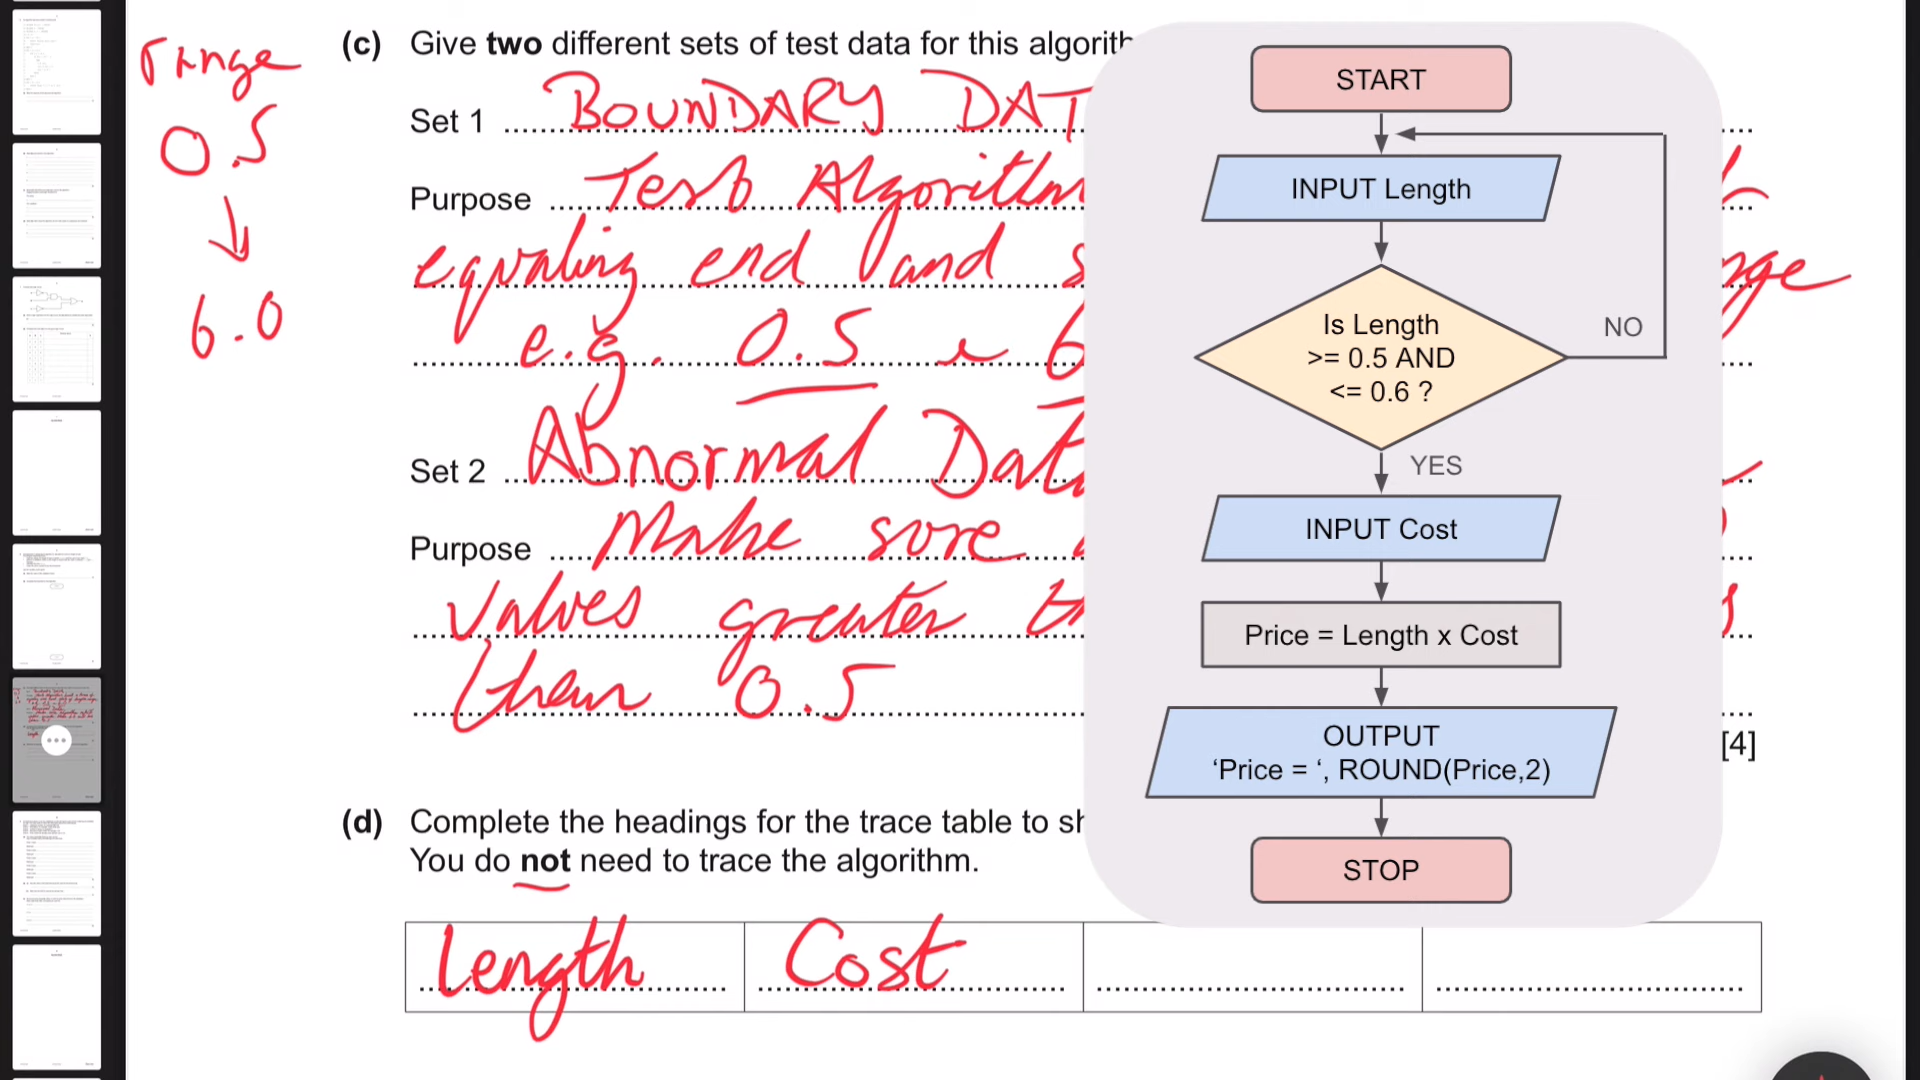 range
0.5
6.0
(c) Give two different sets of test data for this algorith
Set 1 BOUNDARY DAT
Purpose Test Algorithm
equaling end and s nge
e.g. 0.5 & 6
Set 2 Abnormal Dat
Purpose Make sure
values greater th s
then 0.5
[4]
(d) Complete the headings for the trace table to sh
You do not need to trace the algorithm.
Length Cost
START
INPUT Length
Is Length
>= 0.5 AND
<= 0.6 ?
NO
YES
INPUT Cost
Price = Length x Cost
OUTPUT
‘Price = ‘, ROUND(Price,2)
STOP